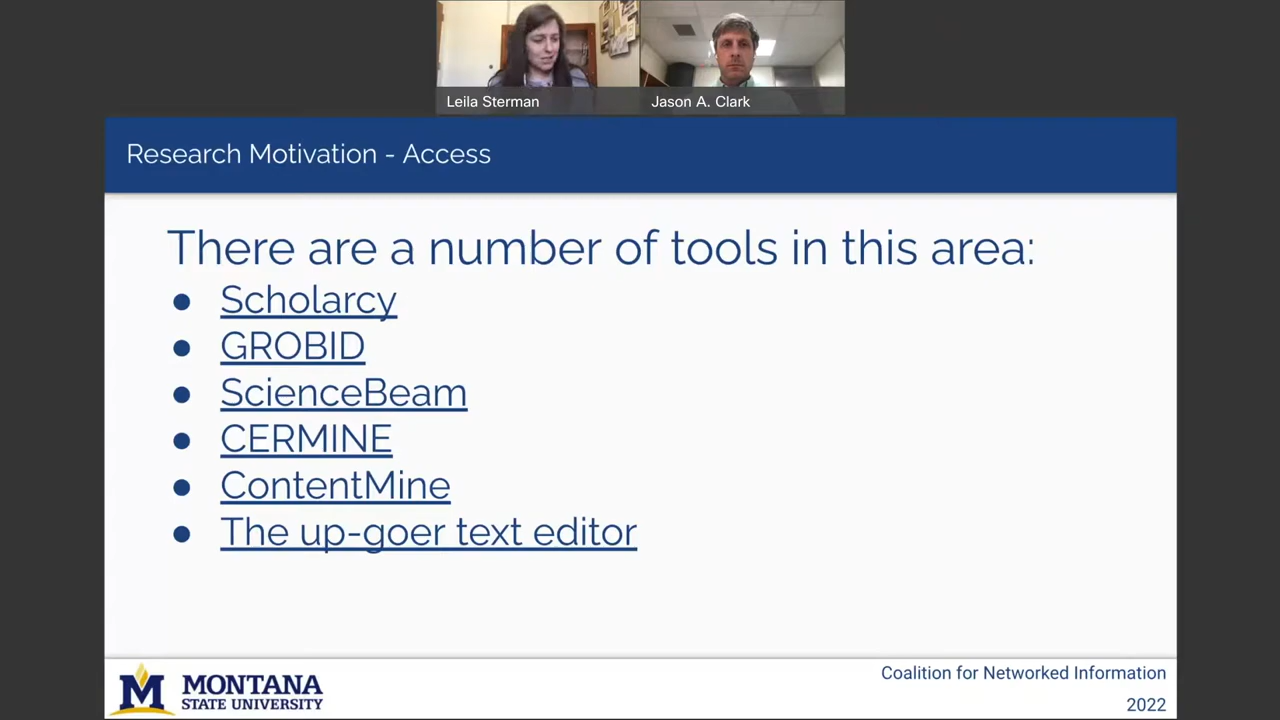 Leila Sterman
Jason A. Clark
Research Motivation - Access
There are a number of tools in this area:
● Scholarcy
● GROBID
● ScienceBeam
● CERMINE
● ContentMine
● The up-goer text editor
M MONTANA
STATE UNIVERSITY
Coalition for Networked Information
2022